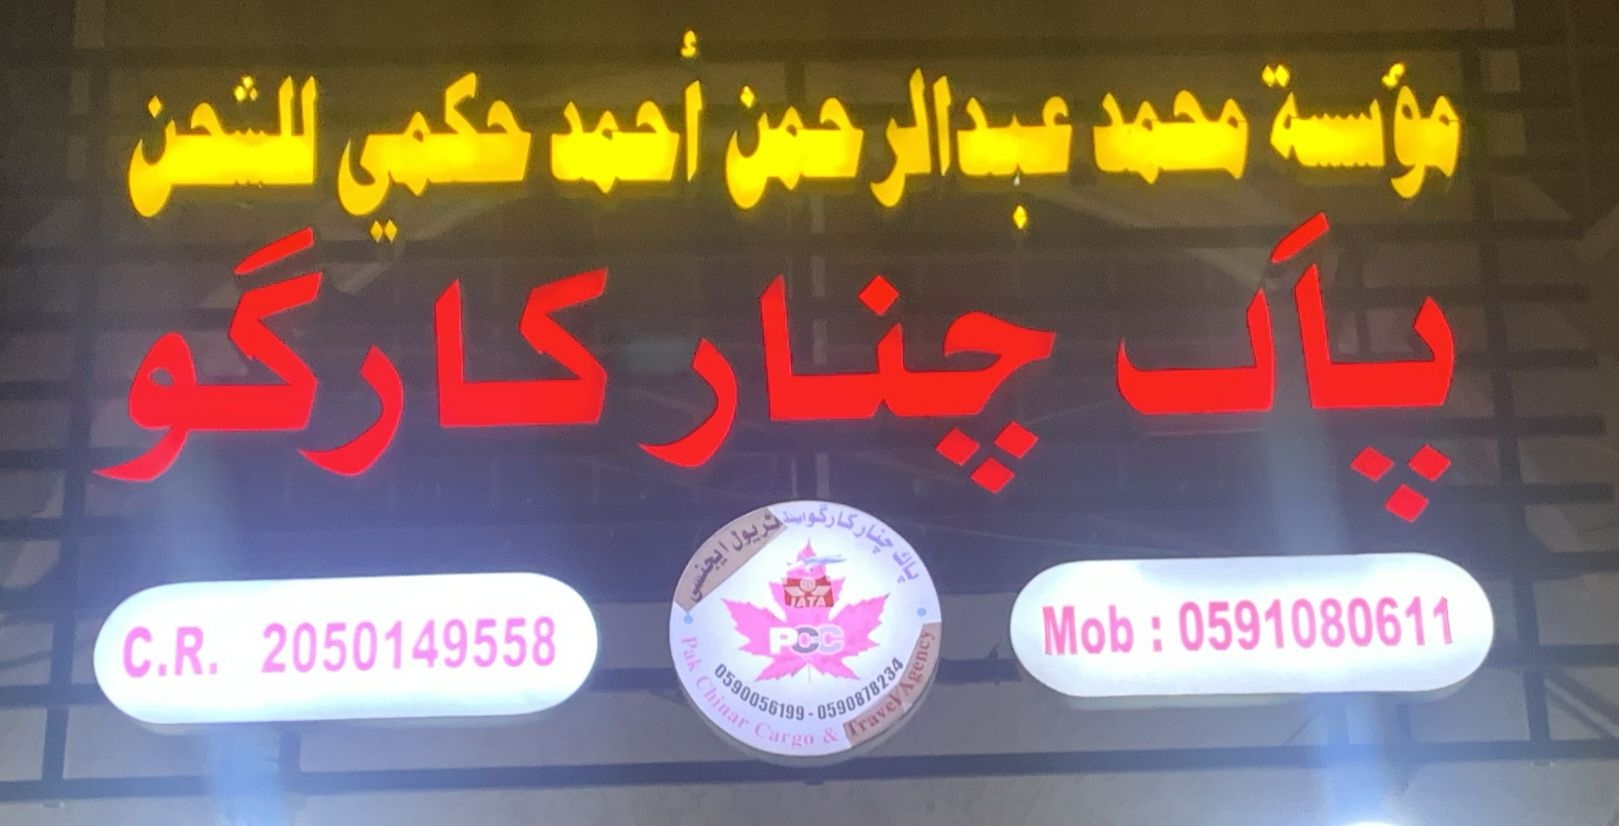 مؤسسة محمد عبدالرحمن أحمد حكمي للشحن
پاک چنار کارگو
C.R. 2050149558
پاک چنار کارگو اینڈ ٹریول ایجنسی
IATA
PCC
0590056199 - 0590878234
Pak Chinar Cargo & Travel Agency
Mob : 0591080611